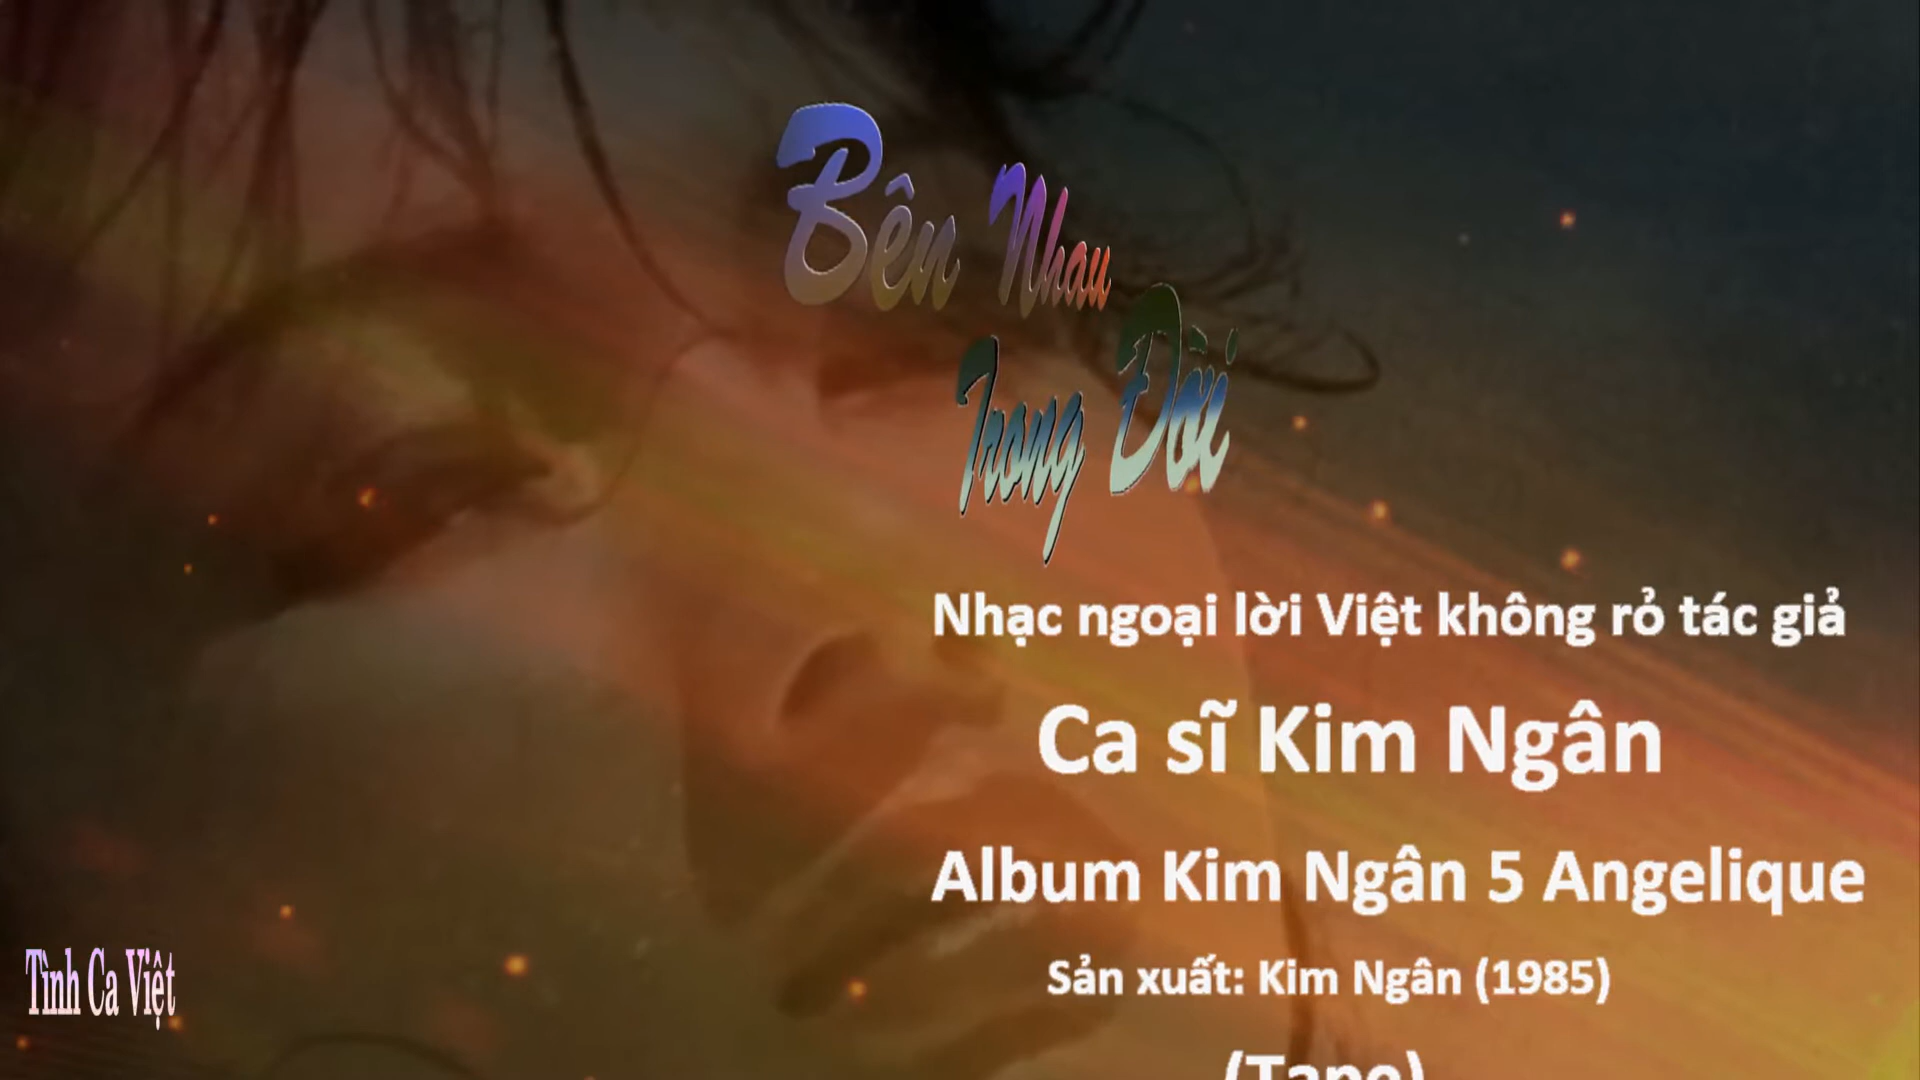 Bên Nhau
Trong Đời
Nhạc ngoại lời Việt không rỏ tác giả
Ca sĩ Kim Ngân
Album Kim Ngân 5 Angelique
Sản xuất: Kim Ngân (1985)
(Tape)
Tình Ca Việt